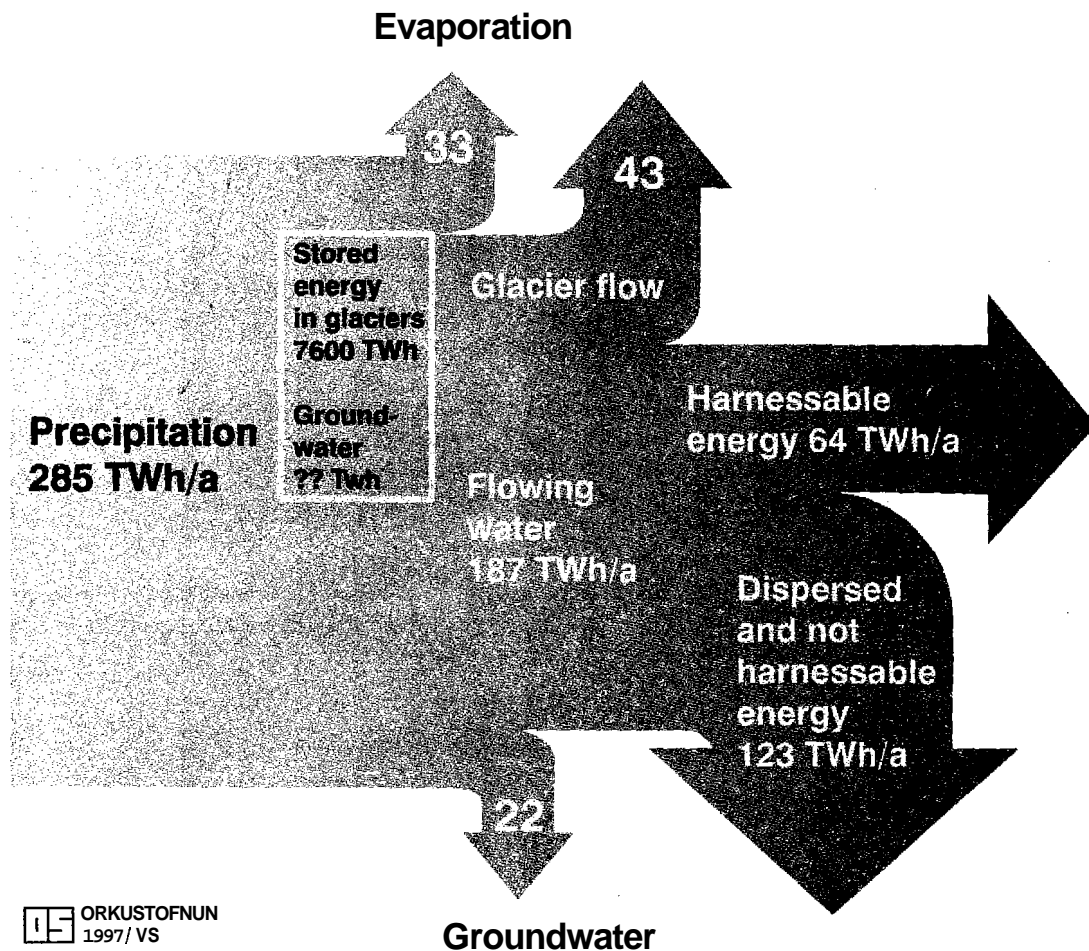 Evaporation
33
43
Stored
energy
in glaciers
7600 TWh
Ground-
water
?? Twh
Glacier flow
Precipitation
285 TWh/a
Harnessable
energy 64 TWh/a
Flowing
water
187 TWh/a
Dispersed
and not
harnessable
energy
123 TWh/a
22
Groundwater
ORKUSTOFNUN
1997/ VS